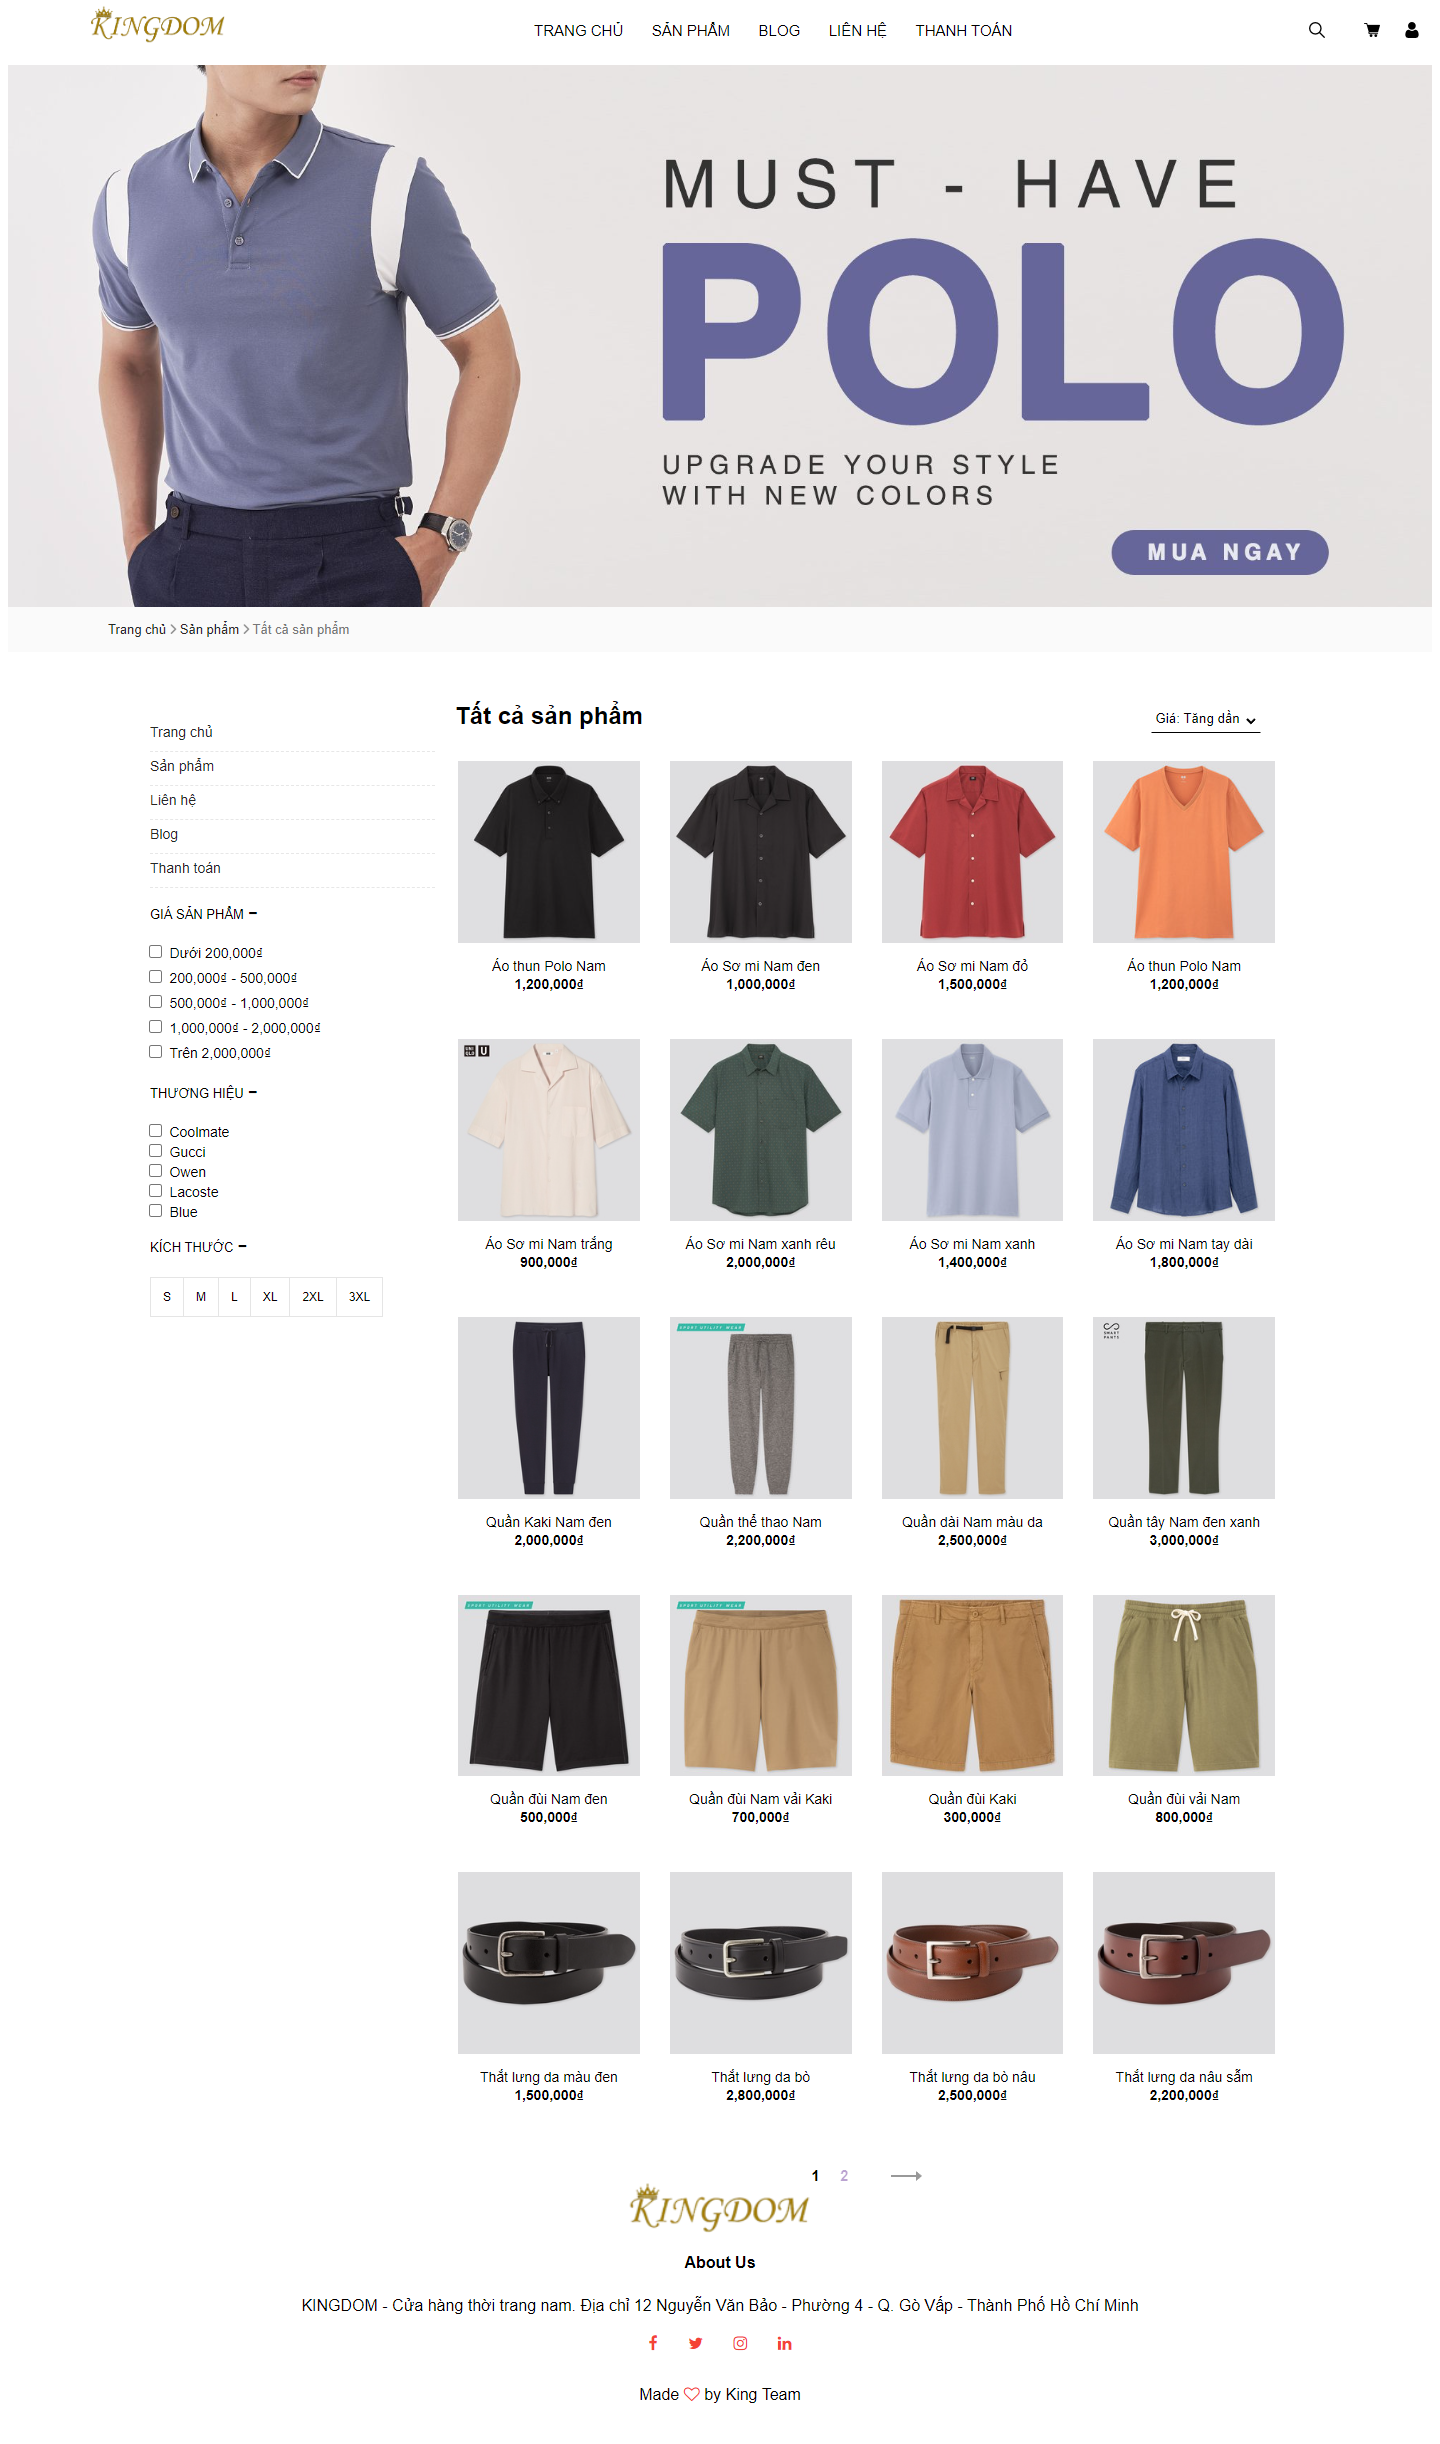 KINGDOM
TRANG CHỦ SẢN PHẨM BLOG LIÊN HỆ THANH TOÁN
MUST - HAVE
POLO
UPGRADE YOUR STYLE
WITH NEW COLORS
MUA NGAY
Trang chủ > Sản phẩm > Tất cả sản phẩm
Tất cả sản phẩm
Giá: Tăng dần
Trang chủ
Sản phẩm
Liên hệ
Blog
Thanh toán
GIÁ SẢN PHẨM −
Dưới 200,000₫
200,000₫ - 500,000₫
500,000₫ - 1,000,000₫
1,000,000₫ - 2,000,000₫
Trên 2,000,000₫
THƯƠNG HIỆU −
Coolmate
Gucci
Owen
Lacoste
Blue
KÍCH THƯỚC −
S M L XL 2XL 3XL
Áo thun Polo Nam Áo Sơ mi Nam đen Áo Sơ mi Nam đỏ Áo thun Polo Nam
1,200,000₫ 1,000,000₫ 1,500,000₫ 1,200,000₫
UNI
QLO U
Áo Sơ mi Nam trắng Áo Sơ mi Nam xanh rêu Áo Sơ mi Nam xanh Áo Sơ mi Nam tay dài
900,000₫ 2,000,000₫ 1,400,000₫ 1,800,000₫
SPORT UTILITY WEAR
SMART
PANTS
Quần Kaki Nam đen Quần thể thao Nam Quần dài Nam màu da Quần tây Nam đen xanh
2,000,000₫ 2,200,000₫ 2,500,000₫ 3,000,000₫
SPORT UTILITY WEAR SPORT UTILITY WEAR
Quần đùi Nam đen Quần đùi Nam vải Kaki Quần đùi Kaki Quần đùi vải Nam
500,000₫ 700,000₫ 300,000₫ 800,000₫
Thắt lưng da màu đen Thắt lưng da bò Thắt lưng da bò nâu Thắt lưng da nâu sẫm
1,500,000₫ 2,800,000₫ 2,500,000₫ 2,200,000₫
1 2
KINGDOM
About Us
KINGDOM - Cửa hàng thời trang nam. Địa chỉ 12 Nguyễn Văn Bảo - Phường 4 - Q. Gò Vấp - Thành Phố Hồ Chí Minh
Made ♡ by King Team